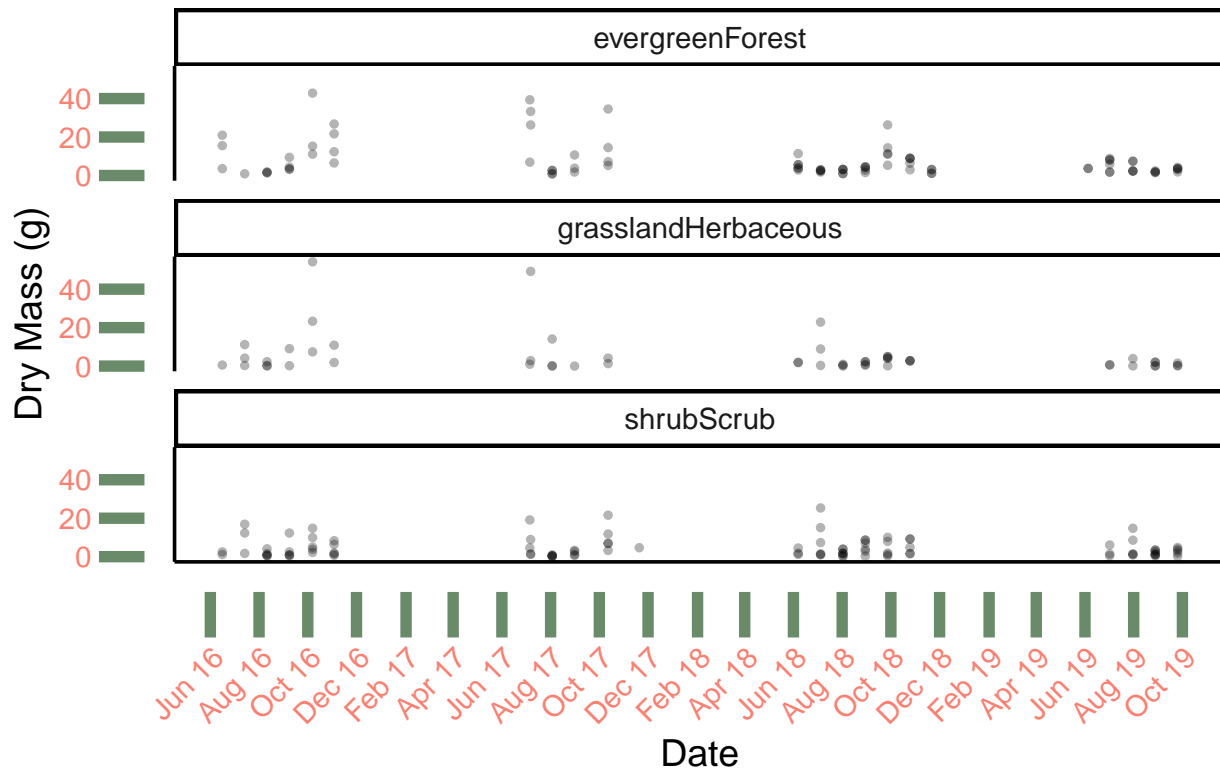 evergreenForest
40
20
0
grasslandHerbaceous
40
20
0
shrubScrub
40
20
0
Dry Mass (g)
Jun 16
Aug 16
Oct 16
Dec 16
Feb 17
Apr 17
Jun 17
Aug 17
Oct 17
Dec 17
Feb 18
Apr 18
Jun 18
Aug 18
Oct 18
Dec 18
Feb 19
Apr 19
Jun 19
Aug 19
Oct 19
Date